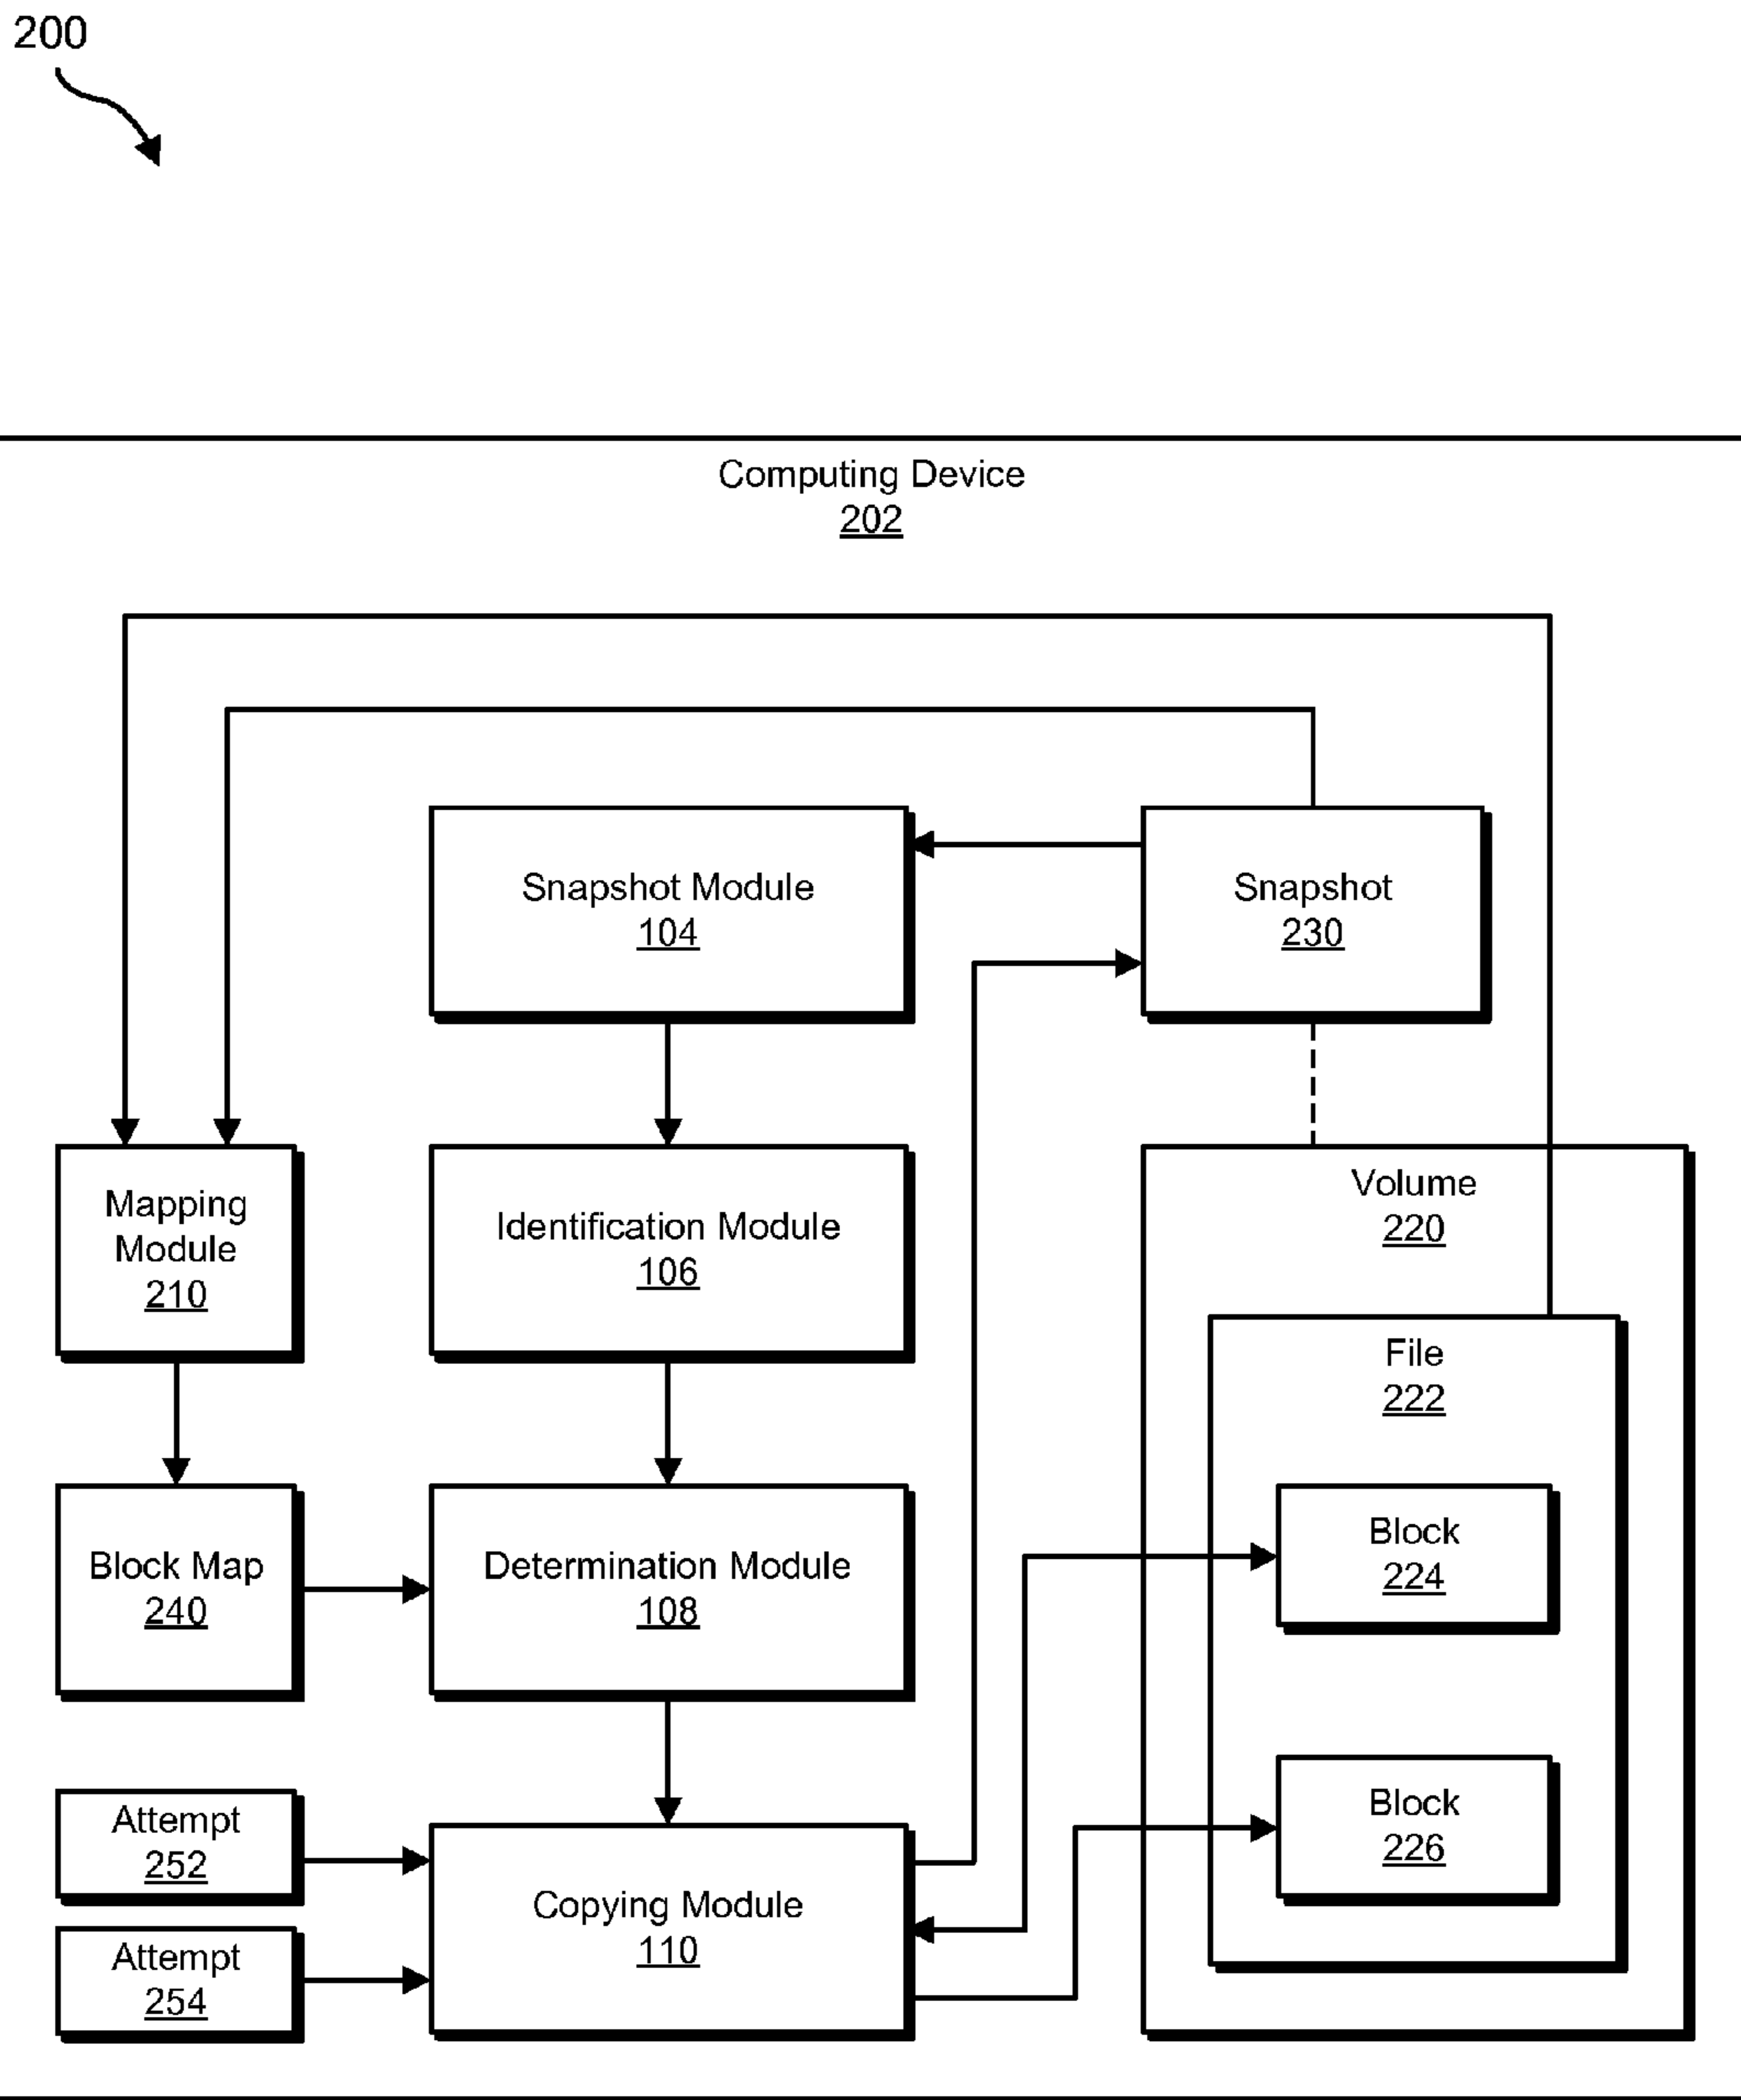 200
Computing Device
202
Snapshot Module
104
Snapshot
230
Mapping
Module
210
Identification Module
106
Volume
220
File
222
Block Map
240
Determination Module
108
Block
224
Attempt
252
Attempt
254
Copying Module
110
Block
226